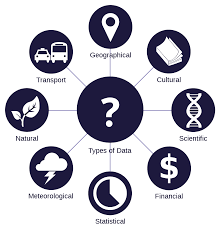 Geographical
Transport
Cultural
?
Natural
Scientific
Types of Data
Meteorological
$
Financial
Statistical